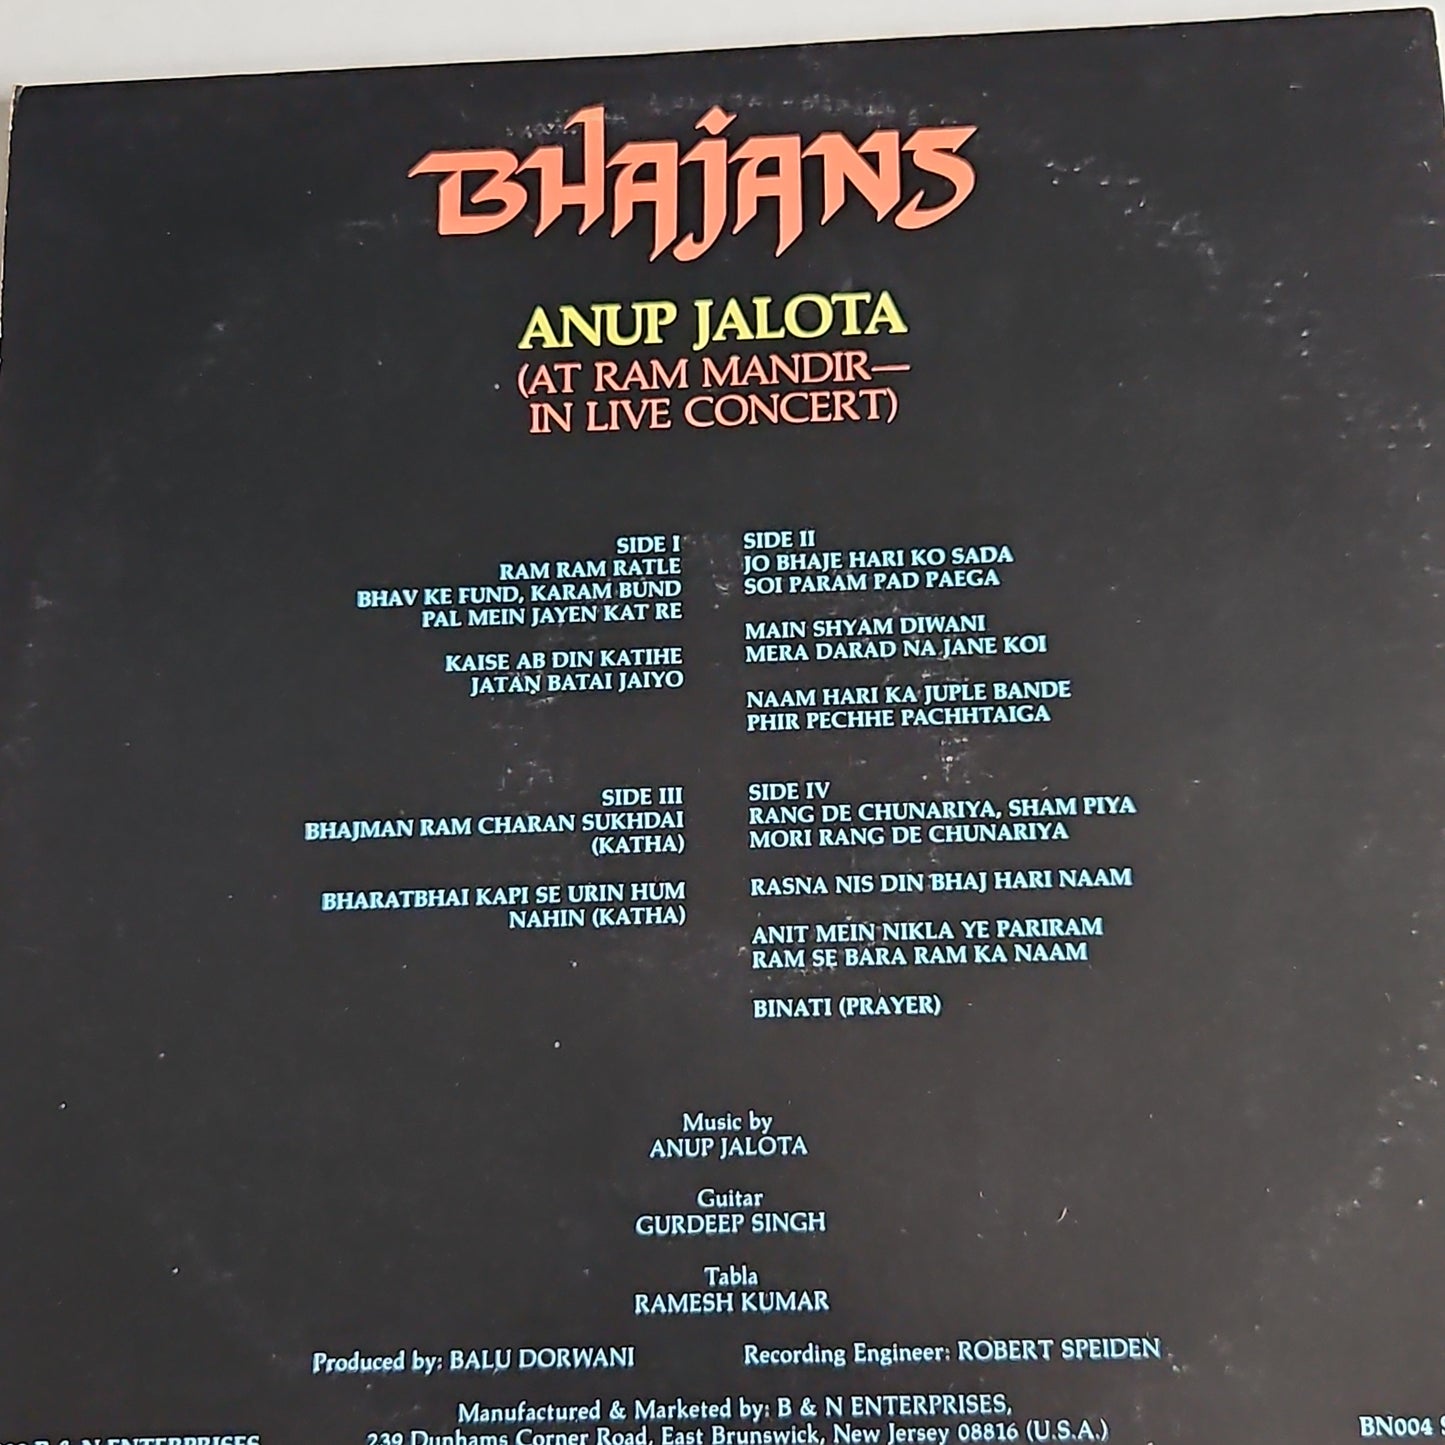 BHAJANS
ANUP JALOTA
(AT RAM MANDIR—
IN LIVE CONCERT)
SIDE I
RAM RAM RATLE
BHAV KE FUND, KARAM BUND
PAL MEIN JAYEN KAT RE
KAISE AB DIN KATIHE
JATAN BATAI JAIYO
SIDE II
JO BHAJE HARI KO SADA
SOI PARAM PAD PAEGA
MAIN SHYAM DIWANI
MERA DARAD NA JANE KOI
NAAM HARI KA JUPLE BANDE
PHIR PECHHE PACHHTAIGA
SIDE III
BHAJMAN RAM CHARAN SUKHDAI
(KATHA)
BHARATBHAI KAPI SE URIN HUM
NAHIN (KATHA)
SIDE IV
RANG DE CHUNARIYA, SHAM PIYA
MORI RANG DE CHUNARIYA
RASNA NIS DIN BHAJ HARI NAAM
ANIT MEIN NIKLA YE PARIRAM
RAM SE BARA RAM KA NAAM
BINATI (PRAYER)
Music by
ANUP JALOTA
Guitar
GURDEEP SINGH
Tabla
RAMESH KUMAR
Produced by: BALU DORWANI
Recording Engineer: ROBERT SPEIDEN
Manufactured & Marketed by: B & N ENTERPRISES,
239 Dunhams Corner Road, East Brunswick, New Jersey 08816 (U.S.A.)
B & N ENTERPRISES
BN004